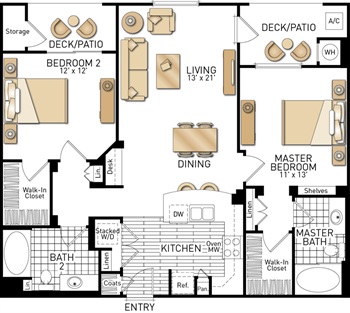 Storage
DECK/PATIO
DECK/PATIO
A/C
WH
BEDROOM 2
12' x 12'
LIVING
13' x 21'
DINING
MASTER
BEDROOM
11' x 13'
Walk-In
Closet
Lin.
Desk
Shelves
Linen
DW
Stacked
W/D
KITCHEN
Oven
MW
MASTER
BATH
BATH
2
Lin.
Linen
Coats
Ref.
Pan.
Walk-In
Closet
Lin.
ENTRY